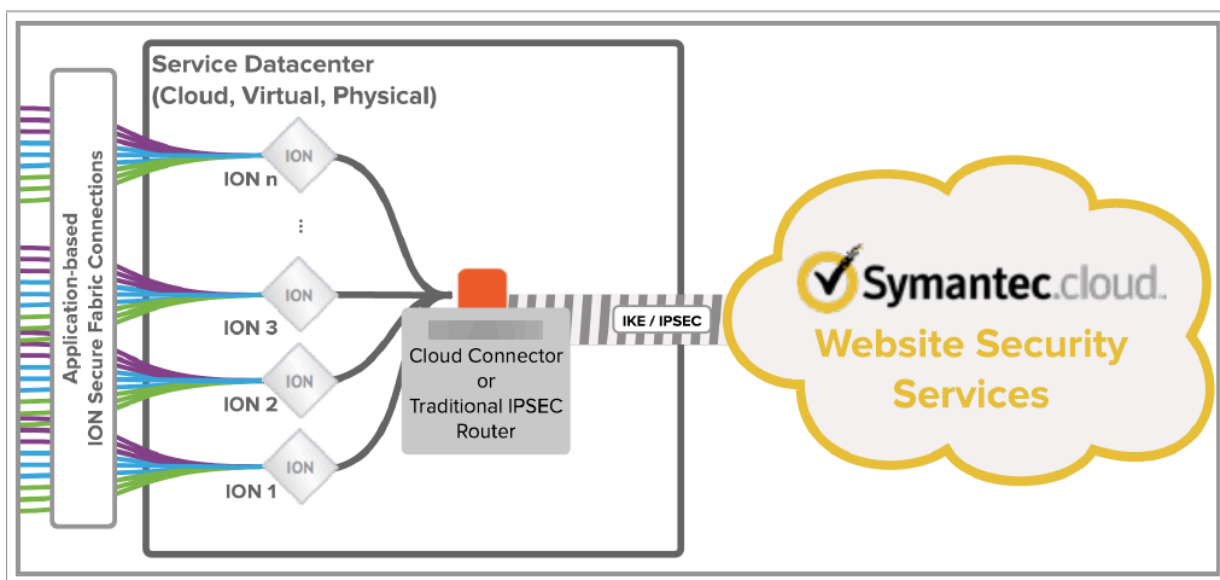 Service Datacenter
(Cloud, Virtual, Physical)
Application-based
ION Secure Fabric Connections
ION
ION n
...
ION
ION 3
ION
ION 2
ION
ION 1
Cloud Connector
or
Traditional IPSEC
Router
IKE / IPSEC
Symantec.cloud
Website Security
Services